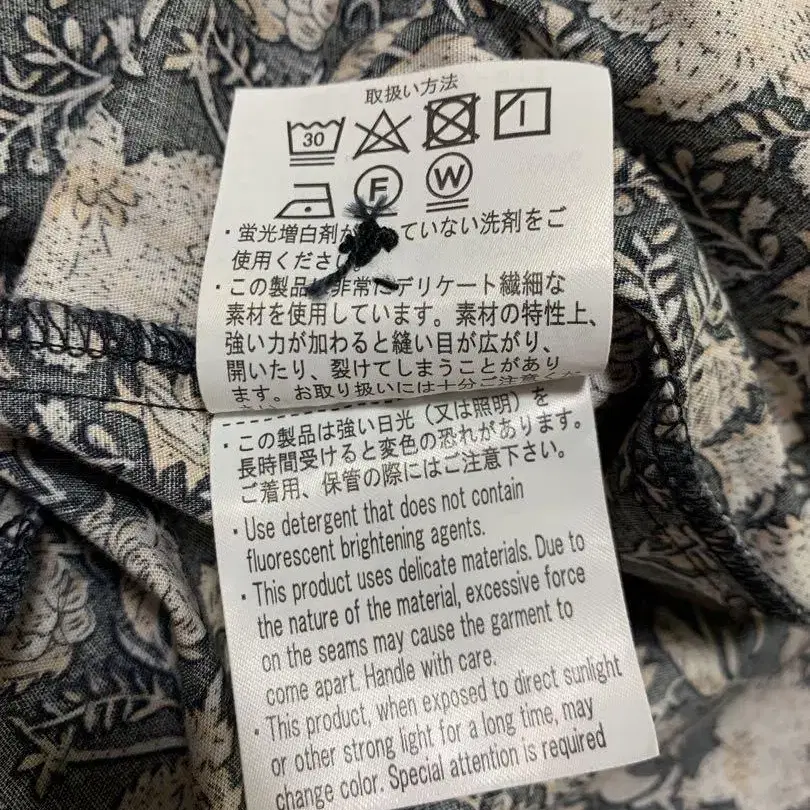 取扱い方法
30
F W
・蛍光増白剤が ていない洗剤をご
使用くださ
・この製品 非常にデリケート繊細な
素材を使用しています。素材の特性上、
強い力が加わると縫い目が広がり、
開いたり、裂けてしまうことがあり
ます。お取り扱いには十分ご注意
・この製品は強い日光（又は照明）を
長時間受けると変色の恐れがあります。
ご着用、保管の際にはご注意下さい。
・Use detergent that does not contain
fluorescent brightening agents.
・This product uses delicate materials. Due to
the nature of the material, excessive force
on the seams may cause the garment to
come apart. Handle with care.
・This product, when exposed to direct sunlight
or other strong light for a long time, may
change color. Special attention is required